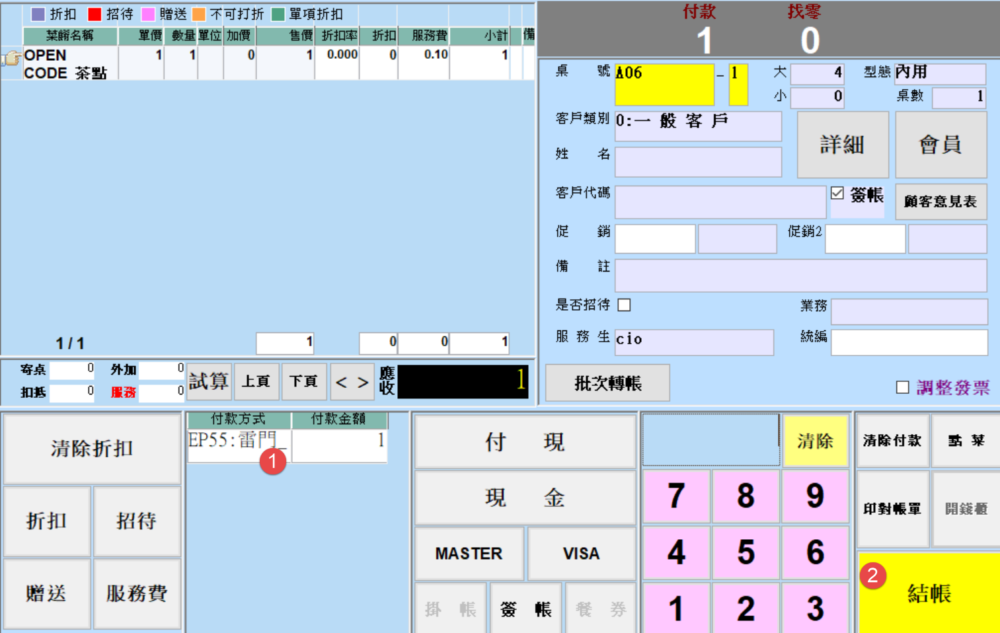 折扣 招待 贈送 不可打折 單項折扣
菜餚名稱 單價 數量 單位 加價 售價 折扣率 折扣 服務費 小計 備
OPEN 1 1 0 1 0.000 0 0.10 1
CODE 茶點
1 / 1 1 0 0 1
寄点 0 外加 0
扣抵 0 服務 0
試算 上頁 下頁 < > 應收 1
付款 找零
1 0
桌 號 A06 - 1 大 4 型態 內用
小 0 桌數 1
客戶類別 0:一 般 客 戶
詳細 會員
姓 名
客戶代碼 簽帳 顧客意見表
促 銷 促銷2
備 註
是否招待 業務
服 務 生 cio 統編
批次轉帳 調整發票
清除折扣
折扣 招待
贈送 服務費
付款方式 付款金額
EP55:雷門_ 1
1
付 現
現 金
MASTER VISA
掛 帳 簽 帳 餐 券
清除
7 8 9
4 5 6
1 2 3
清除付款 點 菜
印對帳單 開錢櫃
2
結帳